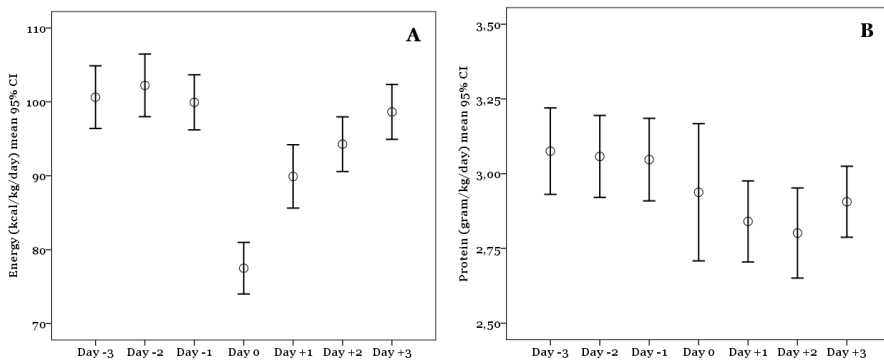 A
Energy (kcal/kg/day) mean 95% CI
110
100
90
80
70
Day -3 Day -2 Day -1 Day 0 Day +1 Day +2 Day +3
B
Protein (gram/kg/day) mean 95% CI
3,50
3,25
3,00
2,75
2,50
Day -3 Day -2 Day -1 Day 0 Day +1 Day +2 Day +3